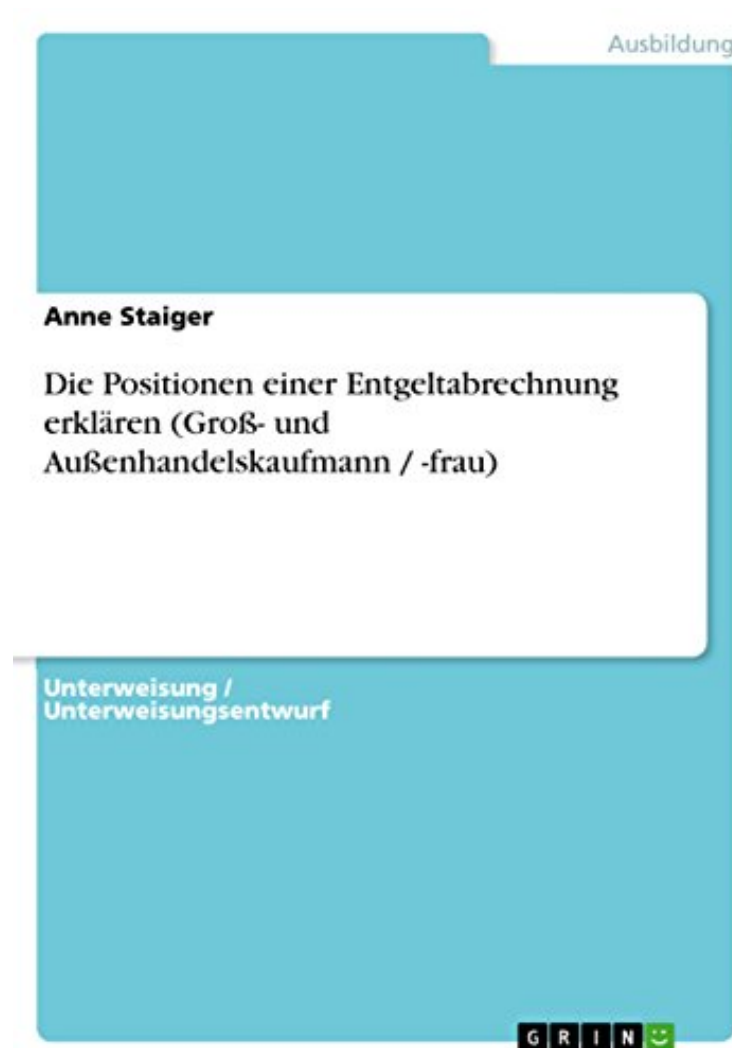 Ausbildung
Anne Staiger
Die Positionen einer Entgeltabrechnung
erklären (Groß- und
Außenhandelskaufmann / -frau)
Unterweisung /
Unterweisungsentwurf
GRIN